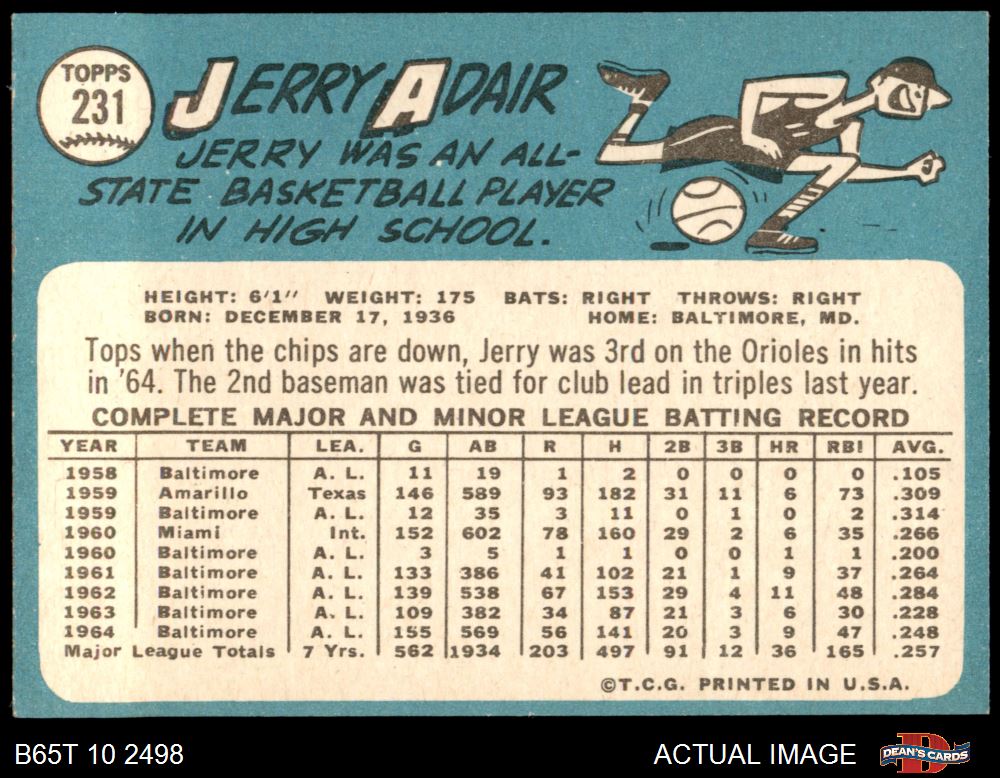 TOPPS
231
JERRY ADAIR
JERRY WAS AN ALL-
STATE BASKETBALL PLAYER
IN HIGH SCHOOL.
HEIGHT: 6'1" WEIGHT: 175 BATS: RIGHT THROWS: RIGHT
BORN: DECEMBER 17, 1936 HOME: BALTIMORE, MD.
Tops when the chips are down, Jerry was 3rd on the Orioles in hits
in '64. The 2nd baseman was tied for club lead in triples last year.
COMPLETE MAJOR AND MINOR LEAGUE BATTING RECORD
YEAR TEAM LEA. G AB R H 2B 3B HR RBI AVG.
1958 Baltimore A. L. 11 19 1 2 0 0 0 0 .105
1959 Amarillo Texas 146 589 93 182 31 11 6 73 .309
1959 Baltimore A. L. 12 35 3 11 0 1 0 2 .314
1960 Miami Int. 152 602 78 160 29 2 6 35 .266
1960 Baltimore A. L. 3 5 1 1 0 0 1 1 .200
1961 Baltimore A. L. 133 386 41 102 21 1 9 37 .264
1962 Baltimore A. L. 139 538 67 153 29 4 11 48 .284
1963 Baltimore A. L. 109 382 34 87 21 3 6 30 .228
1964 Baltimore A. L. 155 569 56 141 20 3 9 47 .248
Major League Totals 7 Yrs. 562 1934 203 497 91 12 36 165 .257
©T.C.G. PRINTED IN U.S.A.
B65T 10 2498 ACTUAL IMAGE DEAN'S CARDS